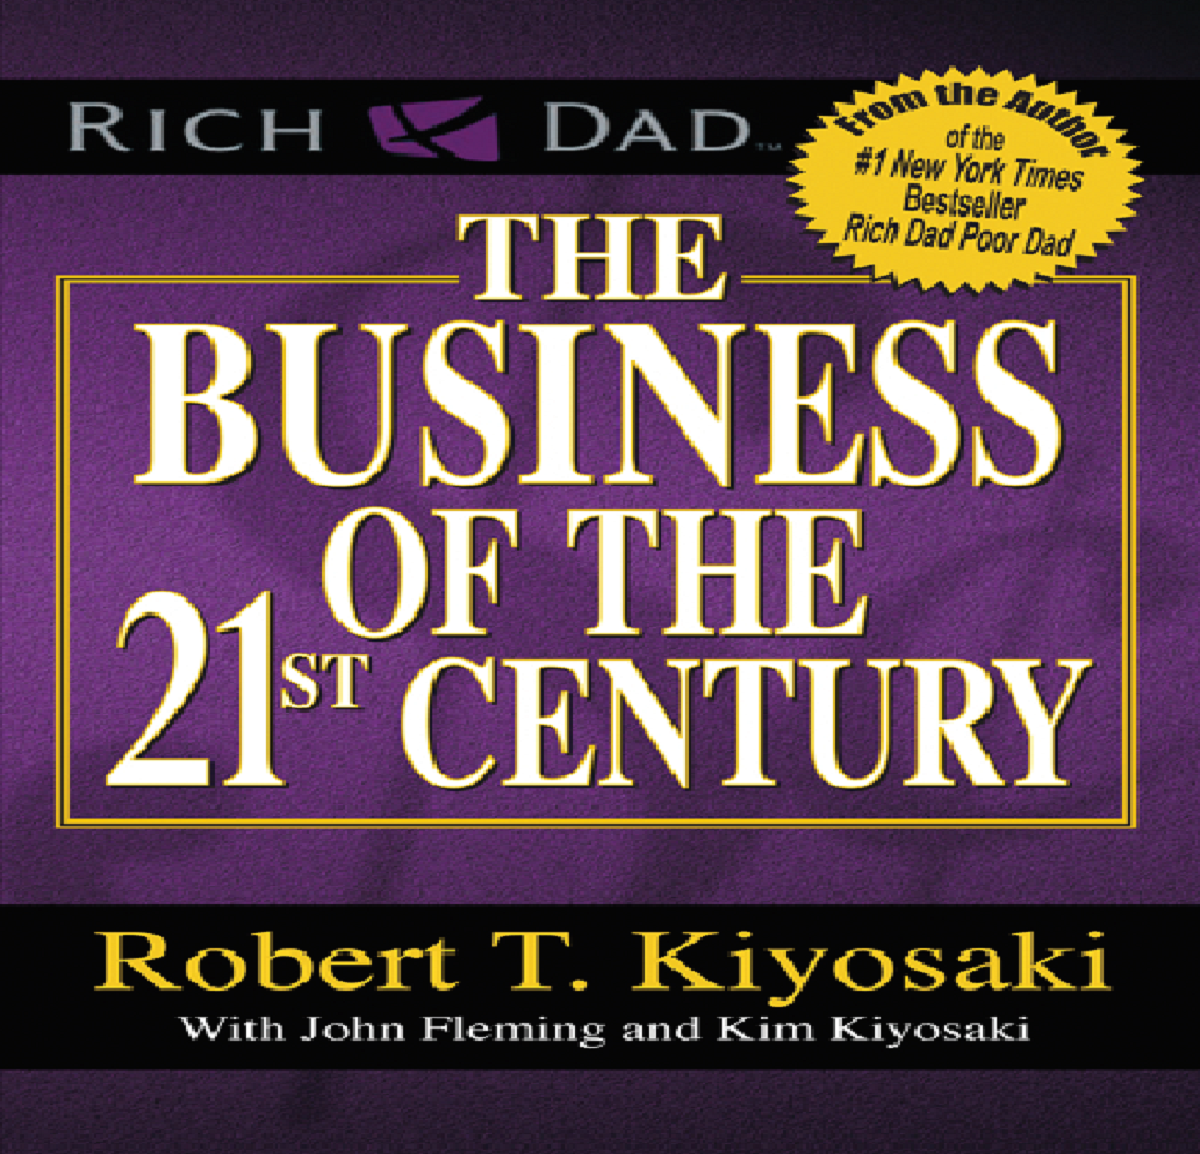 RICH DAD™
From the Author
of the
#1 New York Times
Bestseller
Rich Dad Poor Dad
THE
BUSINESS
OF THE
21ST CENTURY
Robert T. Kiyosaki
With John Fleming and Kim Kiyosaki